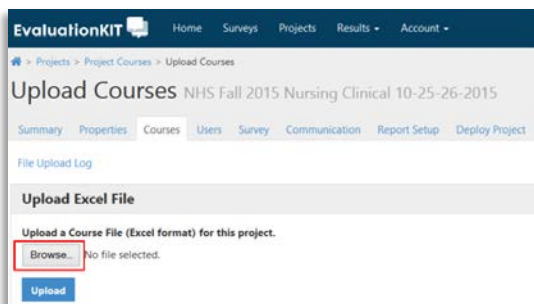 EvaluationKIT Home Surveys Projects Results Account
> Projects > Project Courses > Upload Courses
Upload Courses NHS Fall 2015 Nursing Clinical 10-25-26-2015
Summary Properties Courses Users Survey Communication Report Setup Deploy Project
File Upload Log
Upload Excel File
Upload a Course File (Excel format) for this project.
Browse... No file selected.
Upload